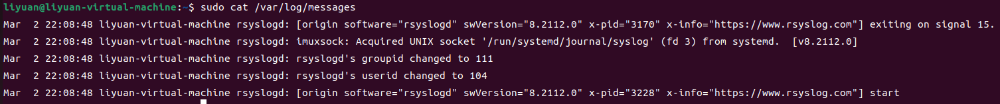 liyuan@liyuan-virtual-machine:~$ sudo cat /var/log/messages
Mar  2 22:08:48 liyuan-virtual-machine rsyslogd: [origin software="rsyslogd" swVersion="8.2112.0" x-pid="3170" x-info="https://www.rsyslog.com"] exiting on signal 15.
Mar  2 22:08:48 liyuan-virtual-machine rsyslogd: imuxsock: Acquired UNIX socket '/run/systemd/journal/syslog' (fd 3) from systemd.  [v8.2112.0]
Mar  2 22:08:48 liyuan-virtual-machine rsyslogd: rsyslogd's groupid changed to 111
Mar  2 22:08:48 liyuan-virtual-machine rsyslogd: rsyslogd's userid changed to 104
Mar  2 22:08:48 liyuan-virtual-machine rsyslogd: [origin software="rsyslogd" swVersion="8.2112.0" x-pid="3228" x-info="https://www.rsyslog.com"] start